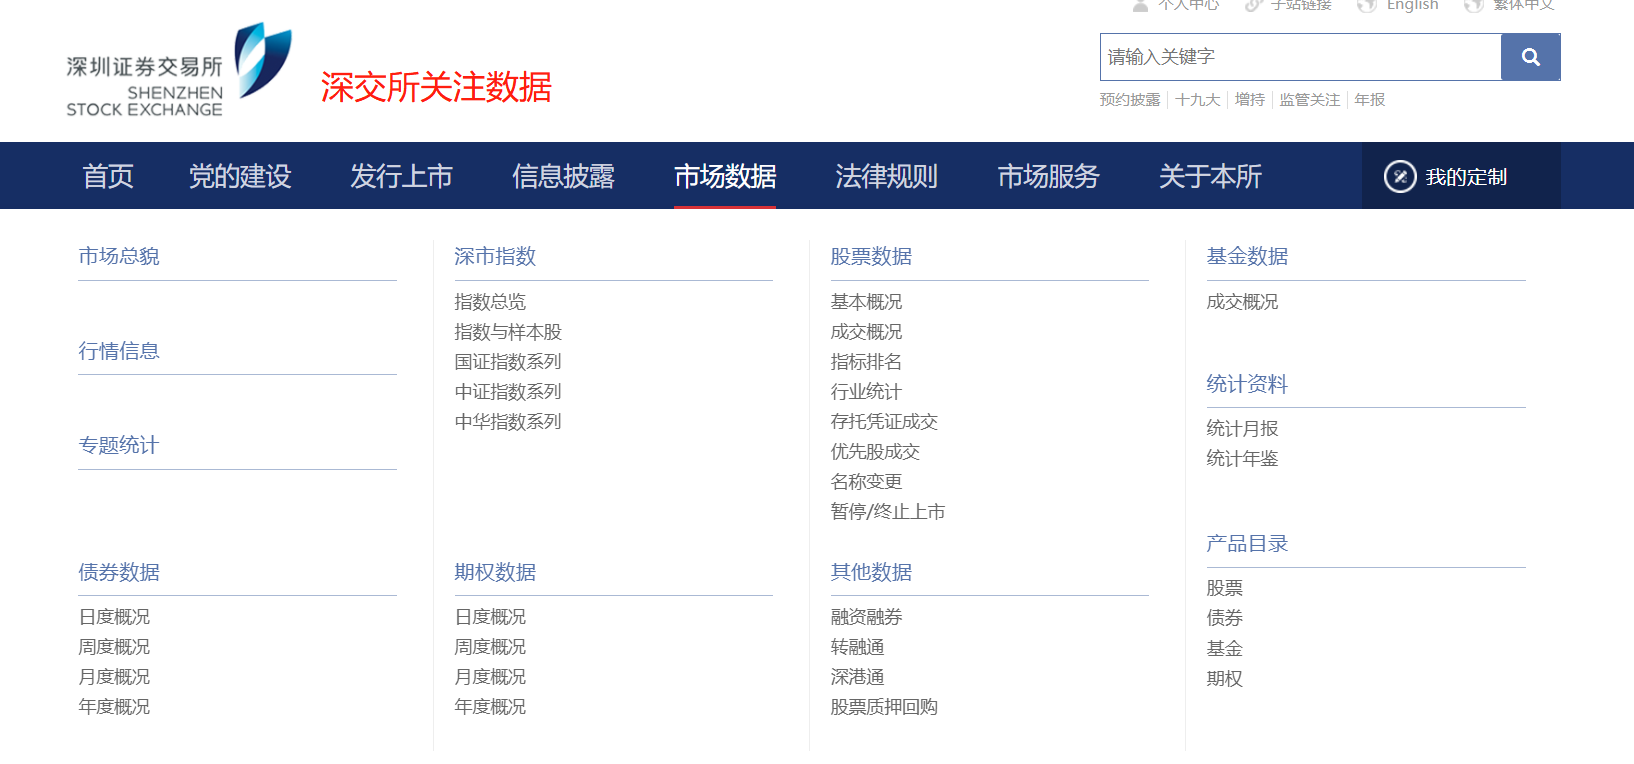 个人中心
子站链接
English
繁体中文
深圳证券交易所
SHENZHEN
STOCK EXCHANGE
深交所关注数据
请输入关键字
预约披露 十九大 增持 监管关注 年报
首页 党的建设 发行上市 信息披露 市场数据 法律规则 市场服务 关于本所 我的定制
市场总貌
行情信息
专题统计
深市指数
指数总览
指数与样本股
国证指数系列
中证指数系列
中华指数系列
股票数据
基本概况
成交概况
指标排名
行业统计
存托凭证成交
优先股成交
名称变更
暂停/终止上市
基金数据
成交概况
统计资料
统计月报
统计年鉴
债券数据
日度概况
周度概况
月度概况
年度概况
期权数据
日度概况
周度概况
月度概况
年度概况
其他数据
融资融券
转融通
深港通
股票质押回购
产品目录
股票
债券
基金
期权